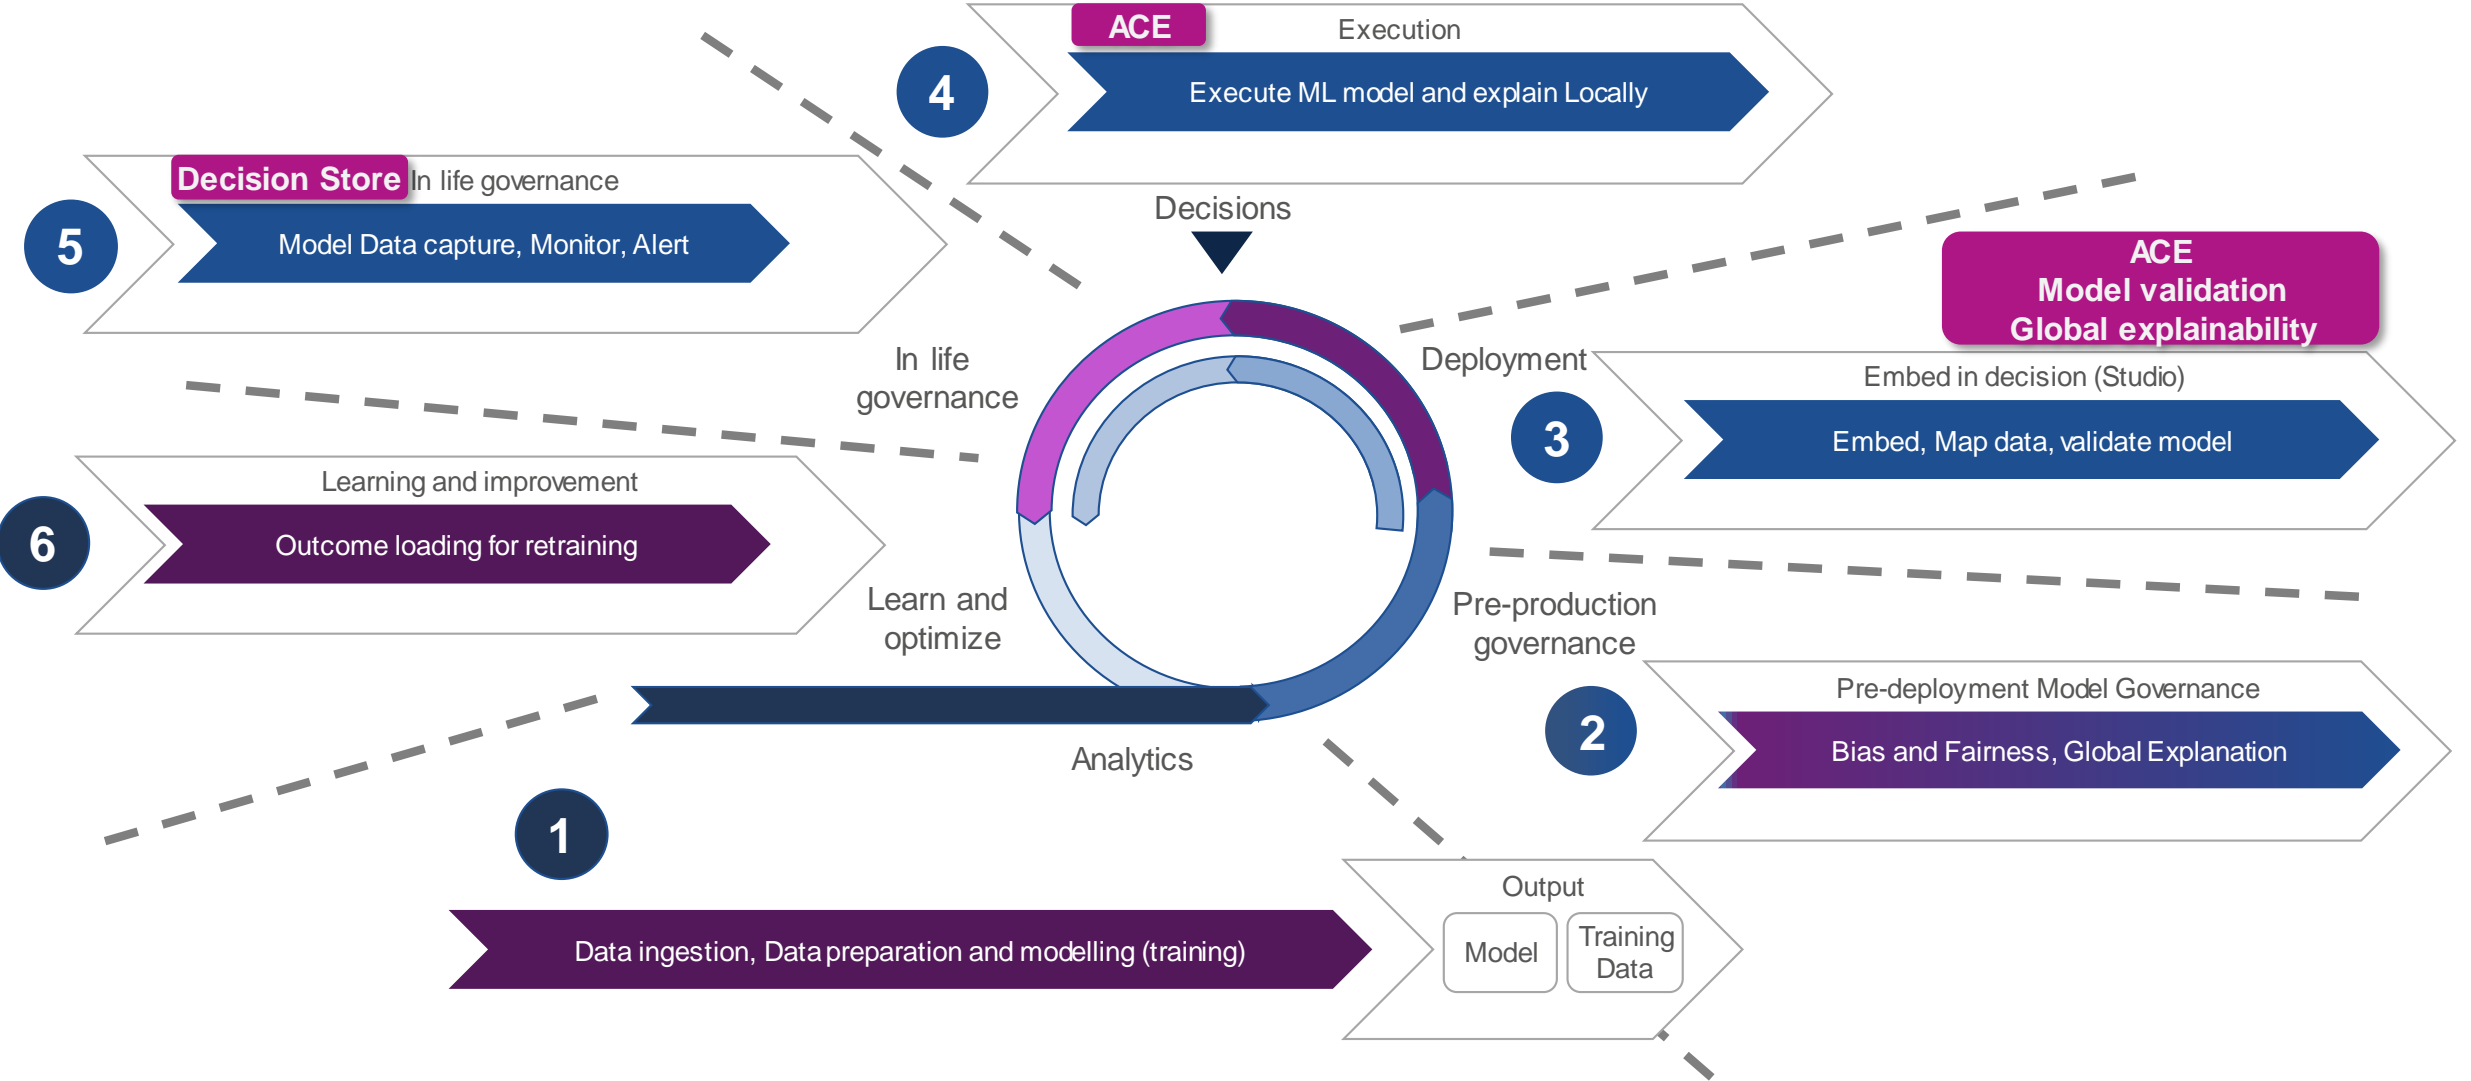 ACE
Execution
4
Execute ML model and explain Locally
Decision Store
In life governance
5
Model Data capture, Monitor, Alert
Decisions
ACE
Model validation
Global explainability
In life
governance
Deployment
Embed in decision (Studio)
3
Embed, Map data, validate model
Learning and improvement
6
Outcome loading for retraining
Learn and
optimize
Pre-production
governance
Pre-deployment Model Governance
2
Bias and Fairness, Global Explanation
Analytics
1
Data ingestion, Data preparation and modelling (training)
Output
Model
Training
Data